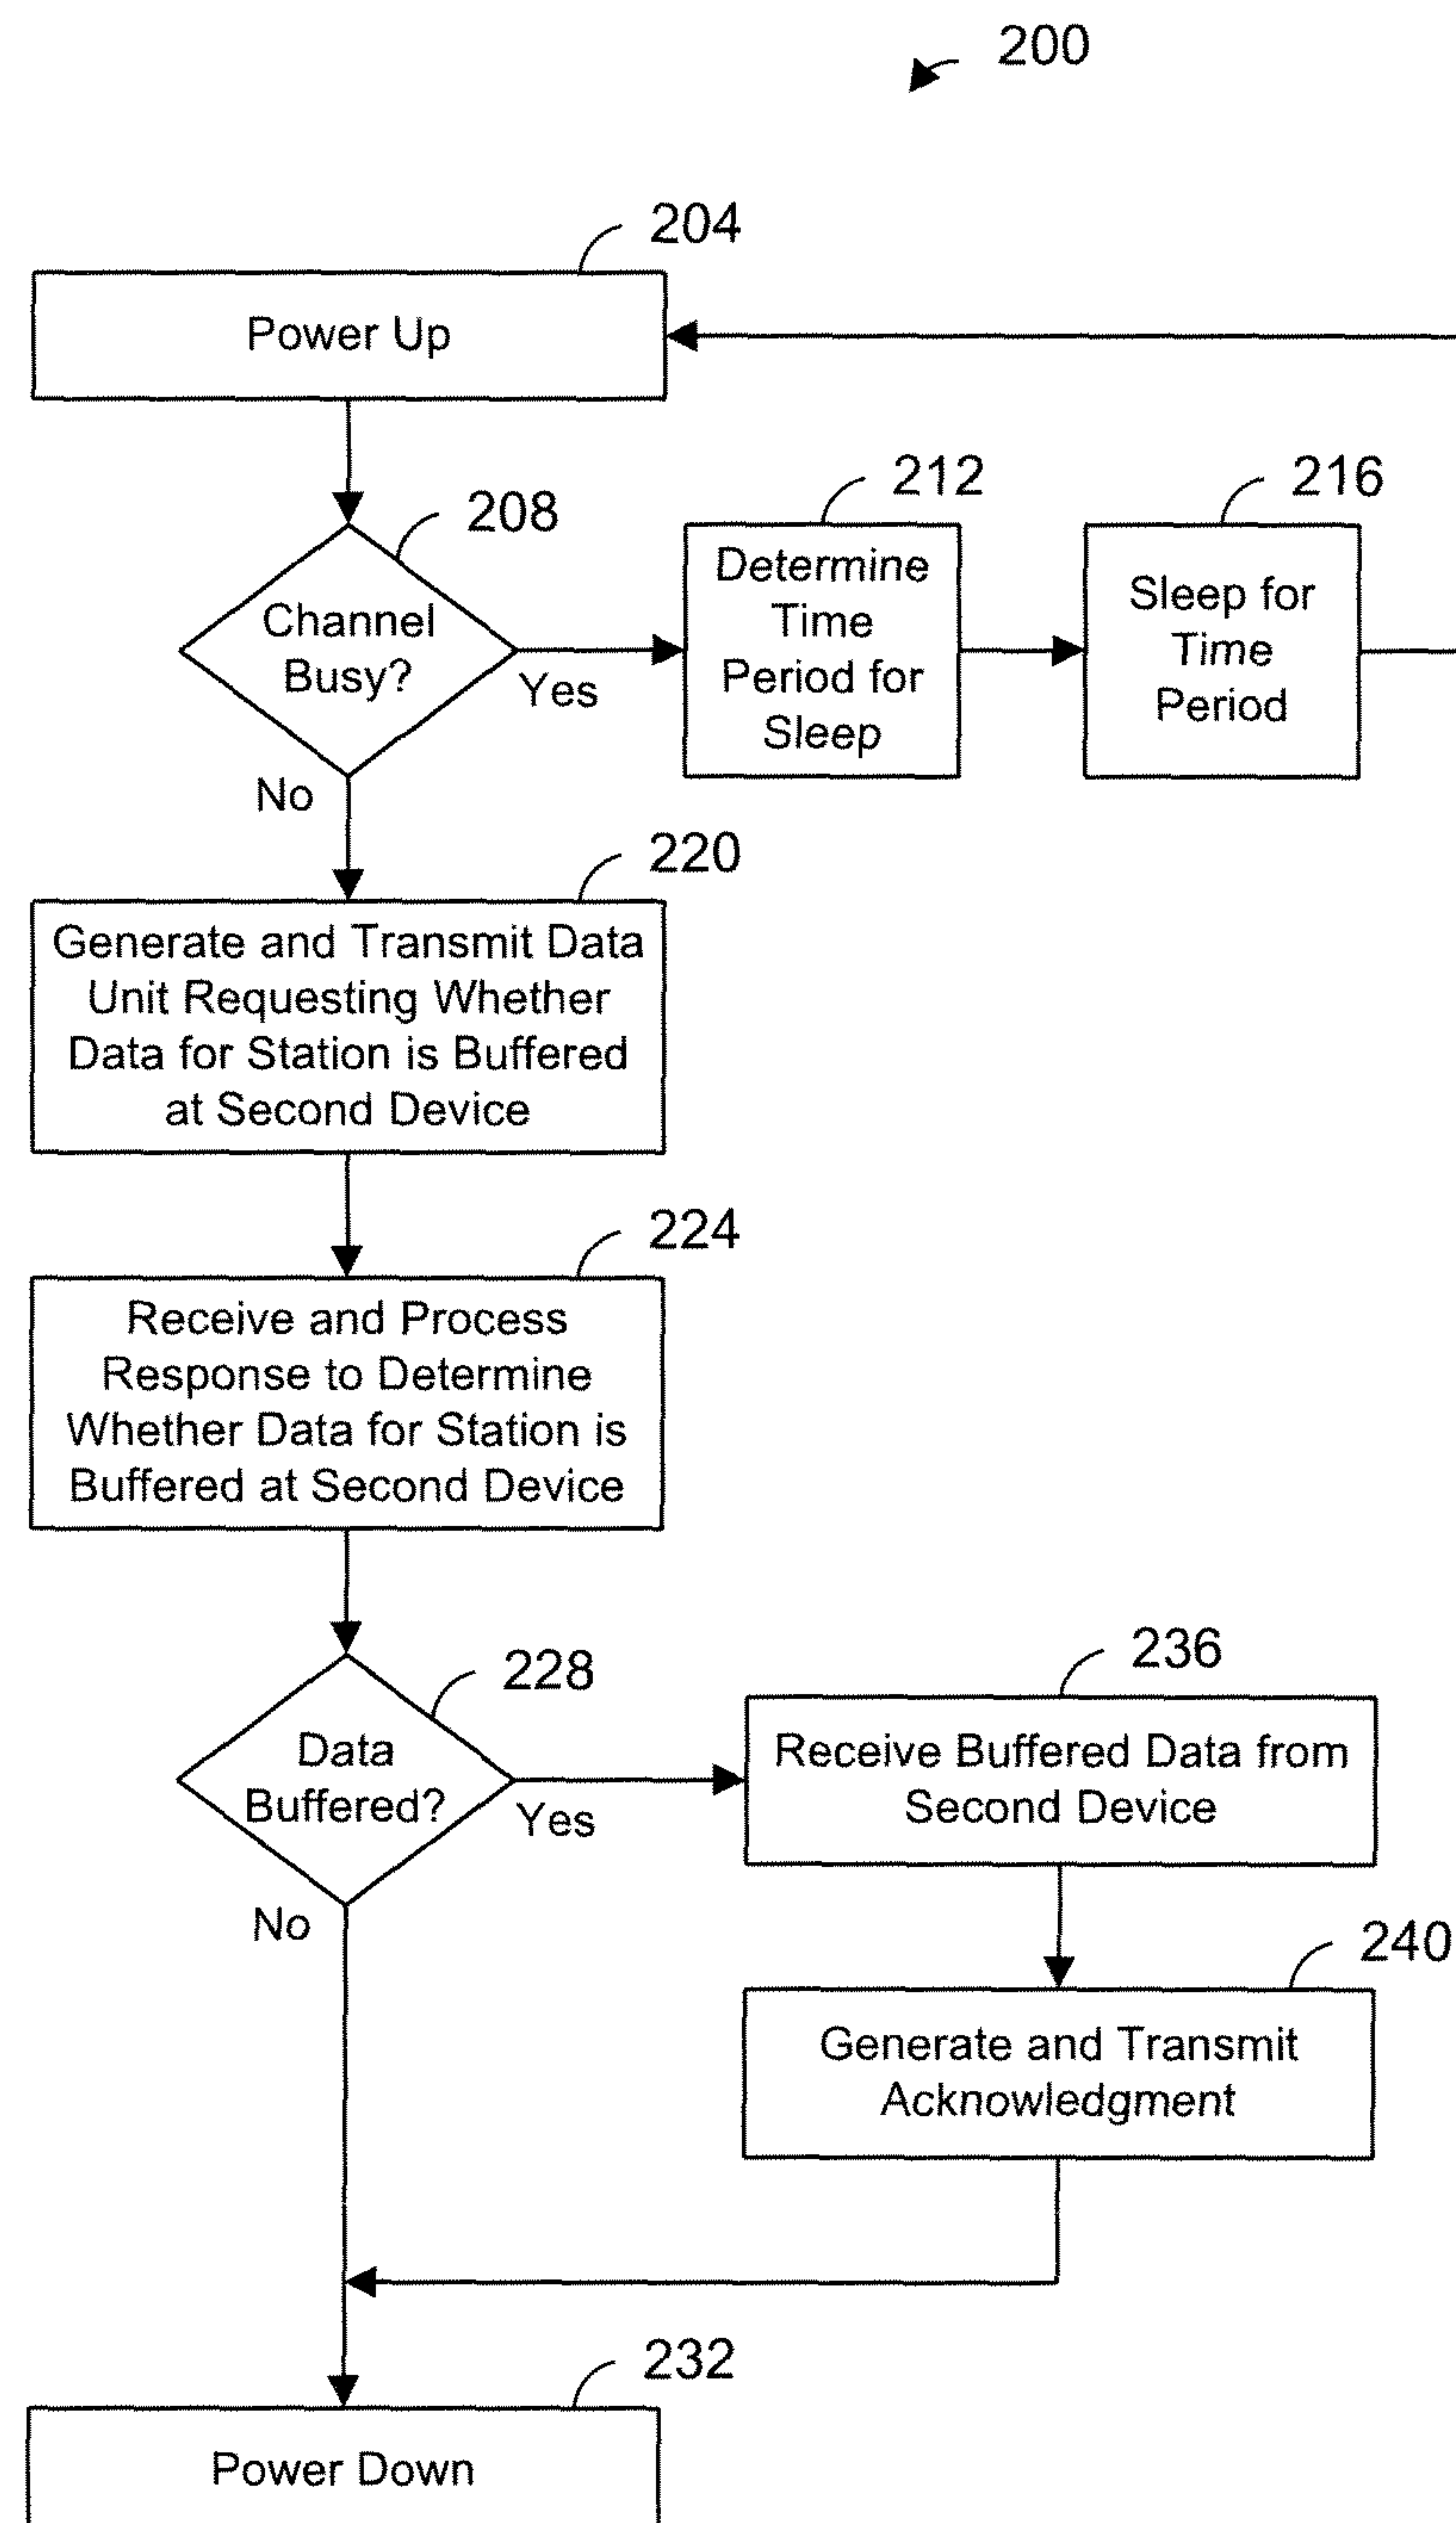 200
204
Power Up
208
Channel
Busy?
Yes
No
212
Determine
Time
Period for
Sleep
216
Sleep for
Time
Period
220
Generate and Transmit Data
Unit Requesting Whether
Data for Station is Buffered
at Second Device
224
Receive and Process
Response to Determine
Whether Data for Station is
Buffered at Second Device
228
Data
Buffered?
Yes
No
236
Receive Buffered Data from
Second Device
240
Generate and Transmit
Acknowledgment
232
Power Down